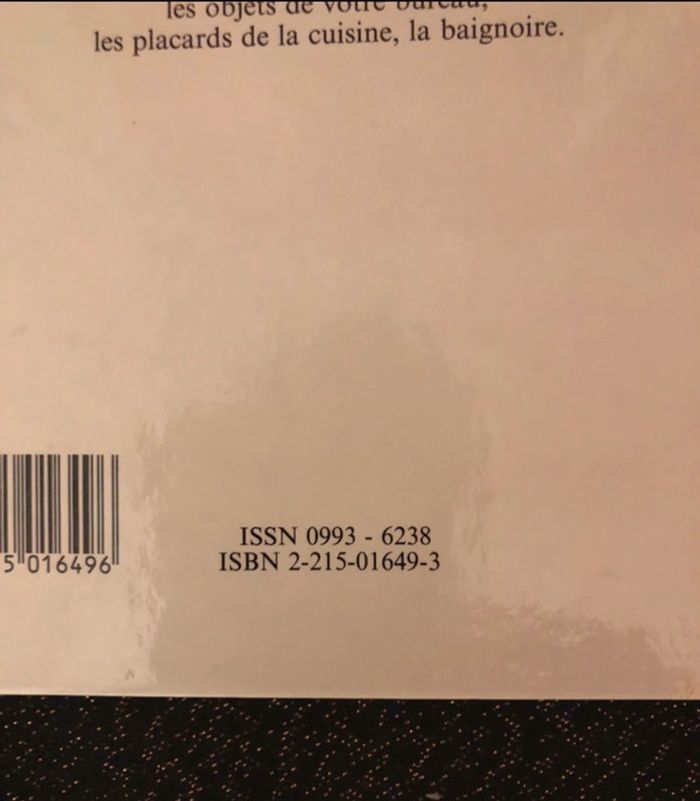 les objets de votre bureau,
les placards de la cuisine, la baignoire.
ISSN 0993 - 6238
ISBN 2-215-01649-3
5 016496